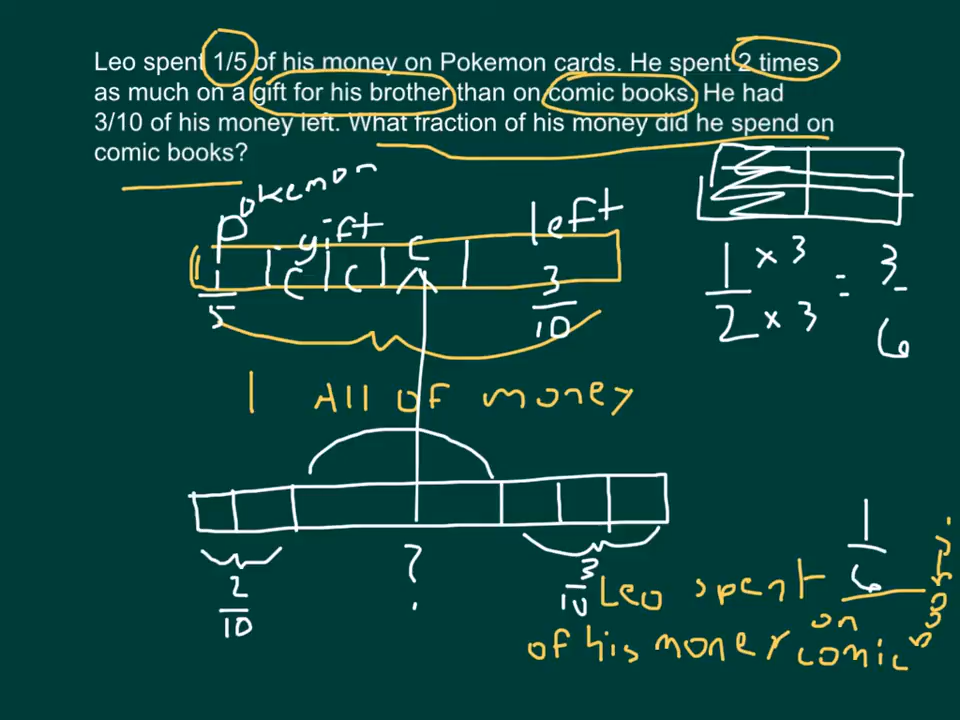 Leo spent 1/5 of his money on Pokemon cards. He spent 2 times
as much on a gift for his brother than on comic books. He had
3/10 of his money left. What fraction of his money did he spend on
comic books?
Pokemon
gift
C
left
1/5
C
C
3/10
1/2 × 3 × 3 = 3/6
1 All of money
2/10
?
3/10
Leo spent 1/6
of his money on comic books.